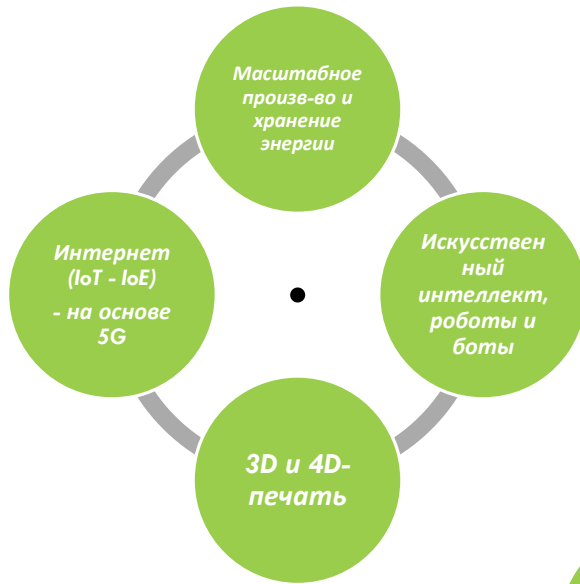 Масштабное
произв-во и
хранение
энергии
Интернет
(IoT - IoE)
- на основе
5G
Искусствен
ный
интеллект,
роботы и
боты
3D и 4D-
печать